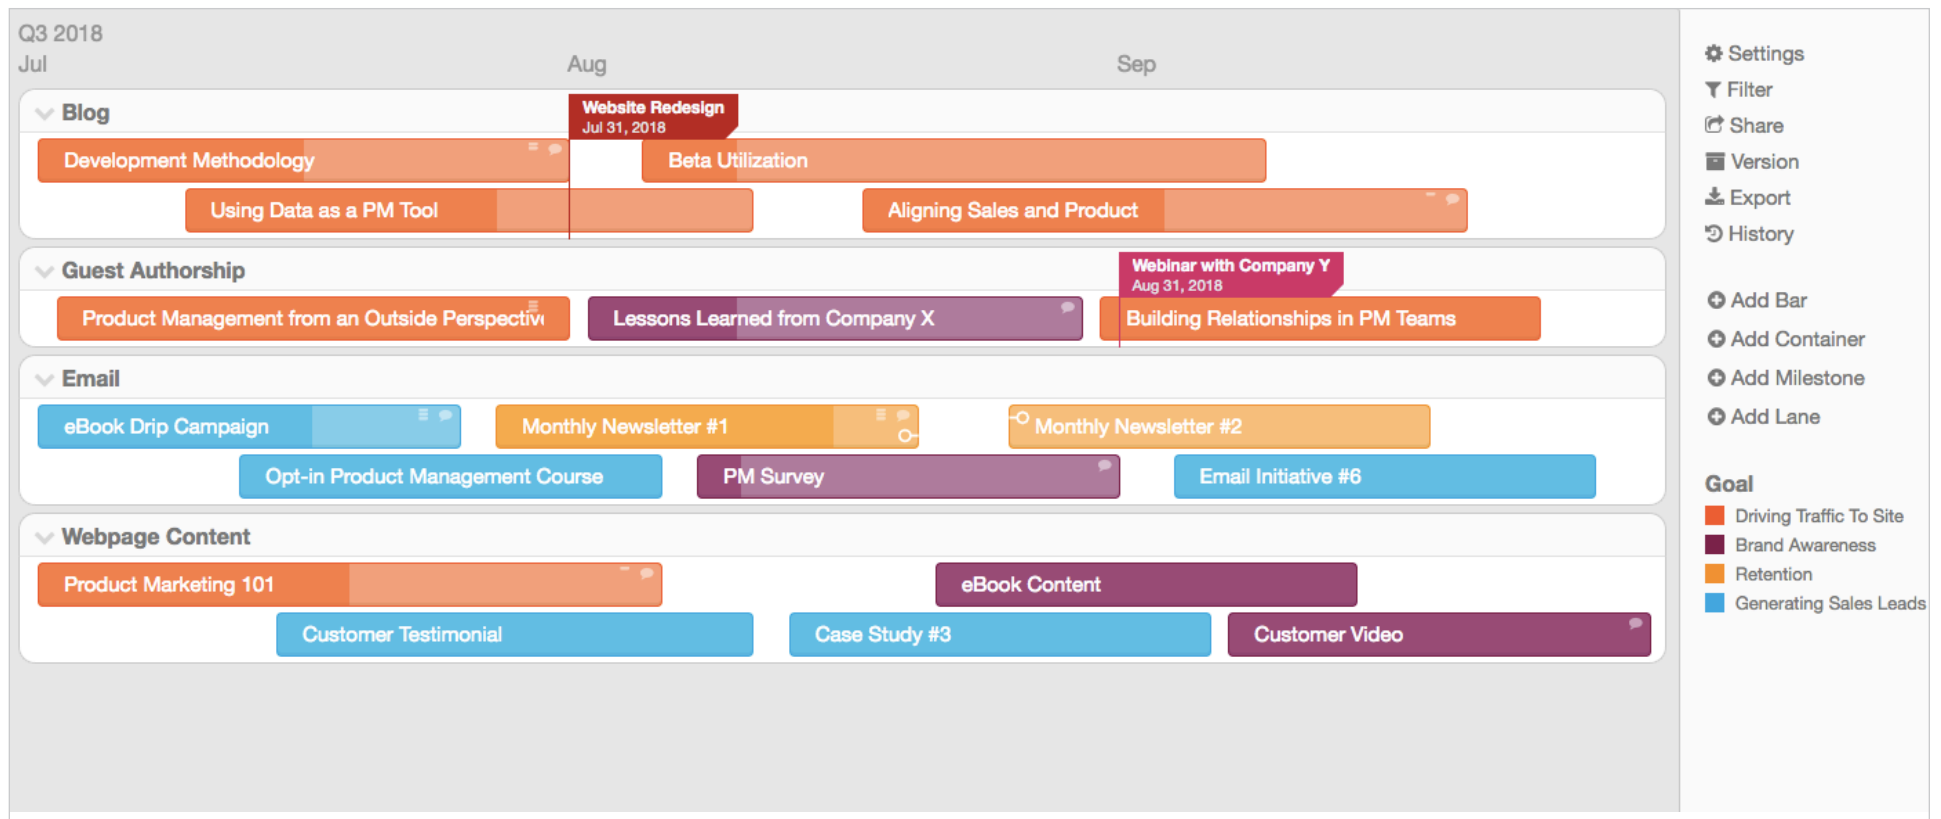 Q3 2018
Jul Aug Sep
Blog
Website Redesign
Jul 31, 2018
Development Methodology
Beta Utilization
Using Data as a PM Tool
Aligning Sales and Product
Guest Authorship
Webinar with Company Y
Aug 31, 2018
Product Management from an Outside Perspective
Lessons Learned from Company X
Building Relationships in PM Teams
Email
eBook Drip Campaign
Monthly Newsletter #1
Monthly Newsletter #2
Opt-in Product Management Course
PM Survey
Email Initiative #6
Webpage Content
Product Marketing 101
eBook Content
Customer Testimonial
Case Study #3
Customer Video
Settings
Filter
Share
Version
Export
History
Add Bar
Add Container
Add Milestone
Add Lane
Goal
Driving Traffic To Site
Brand Awareness
Retention
Generating Sales Leads